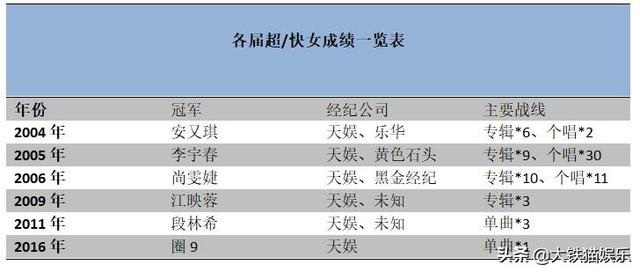 各届超/快女成绩一览表
年份 冠军 经纪公司 主要战线
2004 年 安又琪 天娱、乐华 专辑*6、个唱*2
2005 年 李宇春 天娱、黄色石头 专辑*9、个唱*30
2006 年 尚雯婕 天娱、黑金经纪 专辑*10、个唱*11
2009 年 江映蓉 天娱、未知 专辑*3
2011 年 段林希 天娱、未知 单曲*3
2016 年 圈 9 天娱 单曲*1
头条 @大铁猫娱乐